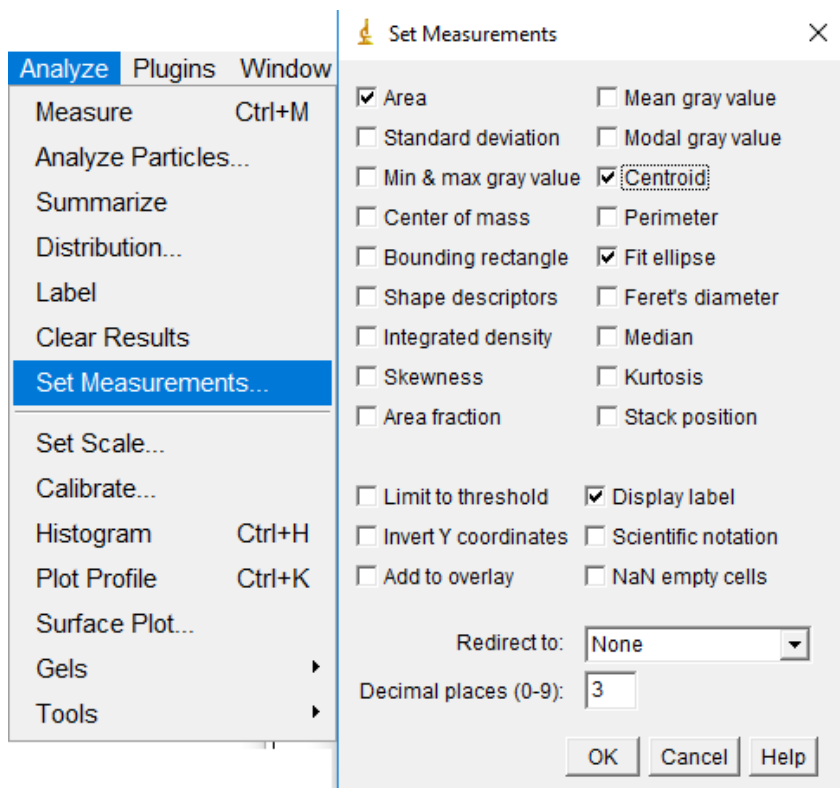 Analyze Plugins Window
Measure Ctrl+M
Analyze Particles...
Summarize
Distribution...
Label
Clear Results
Set Measurements...
Set Scale...
Calibrate...
Histogram Ctrl+H
Plot Profile Ctrl+K
Surface Plot...
Gels
Tools
Set Measurements
Area Mean gray value
Standard deviation Modal gray value
Min & max gray value Centroid
Center of mass Perimeter
Bounding rectangle Fit ellipse
Shape descriptors Feret's diameter
Integrated density Median
Skewness Kurtosis
Area fraction Stack position
Limit to threshold Display label
Invert Y coordinates Scientific notation
Add to overlay NaN empty cells
Redirect to: None
Decimal places (0-9): 3
OK Cancel Help